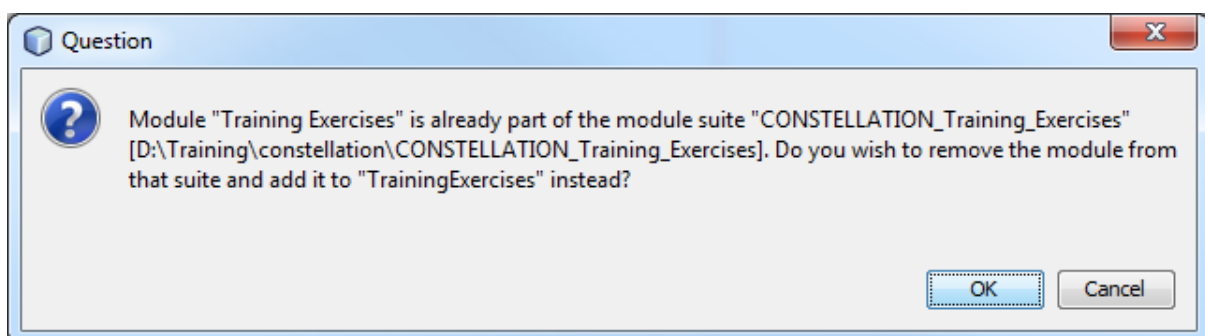 Question
Module "Training Exercises" is already part of the module suite "CONSTELLATION_Training_Exercises"
[D:\Training\constellation\CONSTELLATION_Training_Exercises]. Do you wish to remove the module from
that suite and add it to "TrainingExercises" instead?
OK Cancel